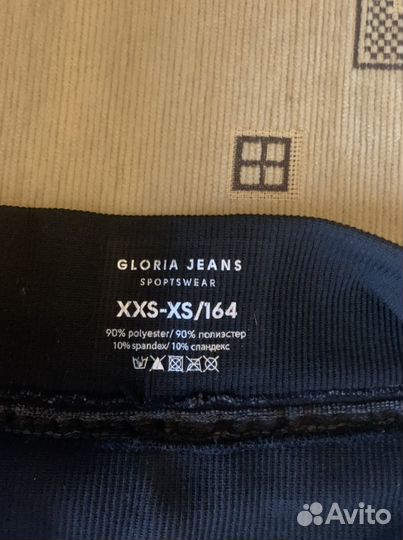 GLORIA JEANS
SPORTSWEAR
XXS-XS/164
90% polyester/ 90% полиэстер
10% spandex/ 10% спандекс
Avito